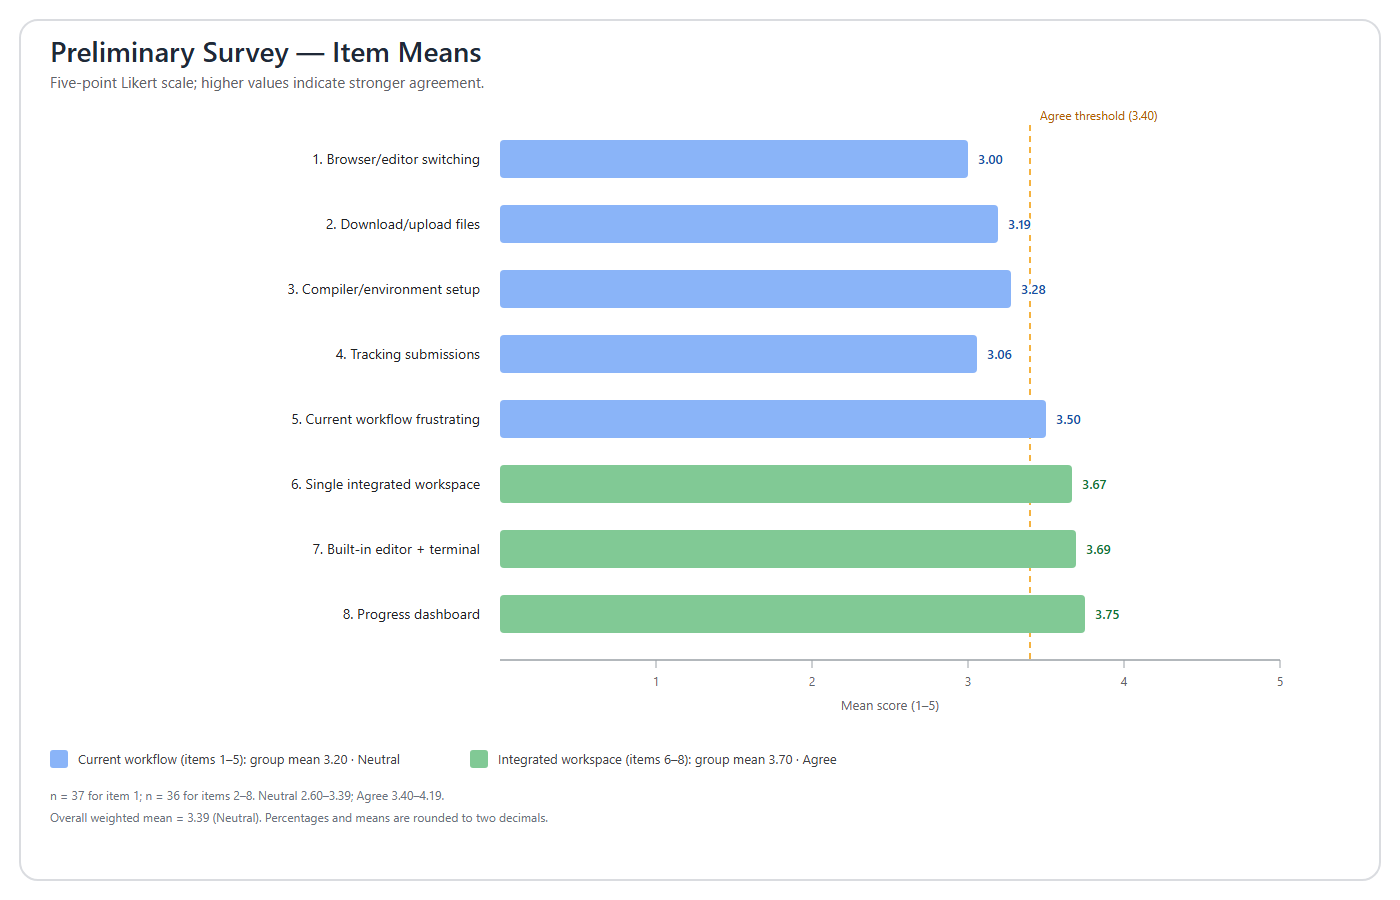 Preliminary Survey — Item Means
Five-point Likert scale; higher values indicate stronger agreement.
Agree threshold (3.40)
1. Browser/editor switching 3.00
2. Download/upload files 3.19
3. Compiler/environment setup 3.28
4. Tracking submissions 3.06
5. Current workflow frustrating 3.50
6. Single integrated workspace 3.67
7. Built-in editor + terminal 3.69
8. Progress dashboard 3.75
1 2 3 4 5
Mean score (1–5)
Current workflow (items 1–5): group mean 3.20 · Neutral
Integrated workspace (items 6–8): group mean 3.70 · Agree
n = 37 for item 1; n = 36 for items 2–8. Neutral 2.60–3.39; Agree 3.40–4.19.
Overall weighted mean = 3.39 (Neutral). Percentages and means are rounded to two decimals.